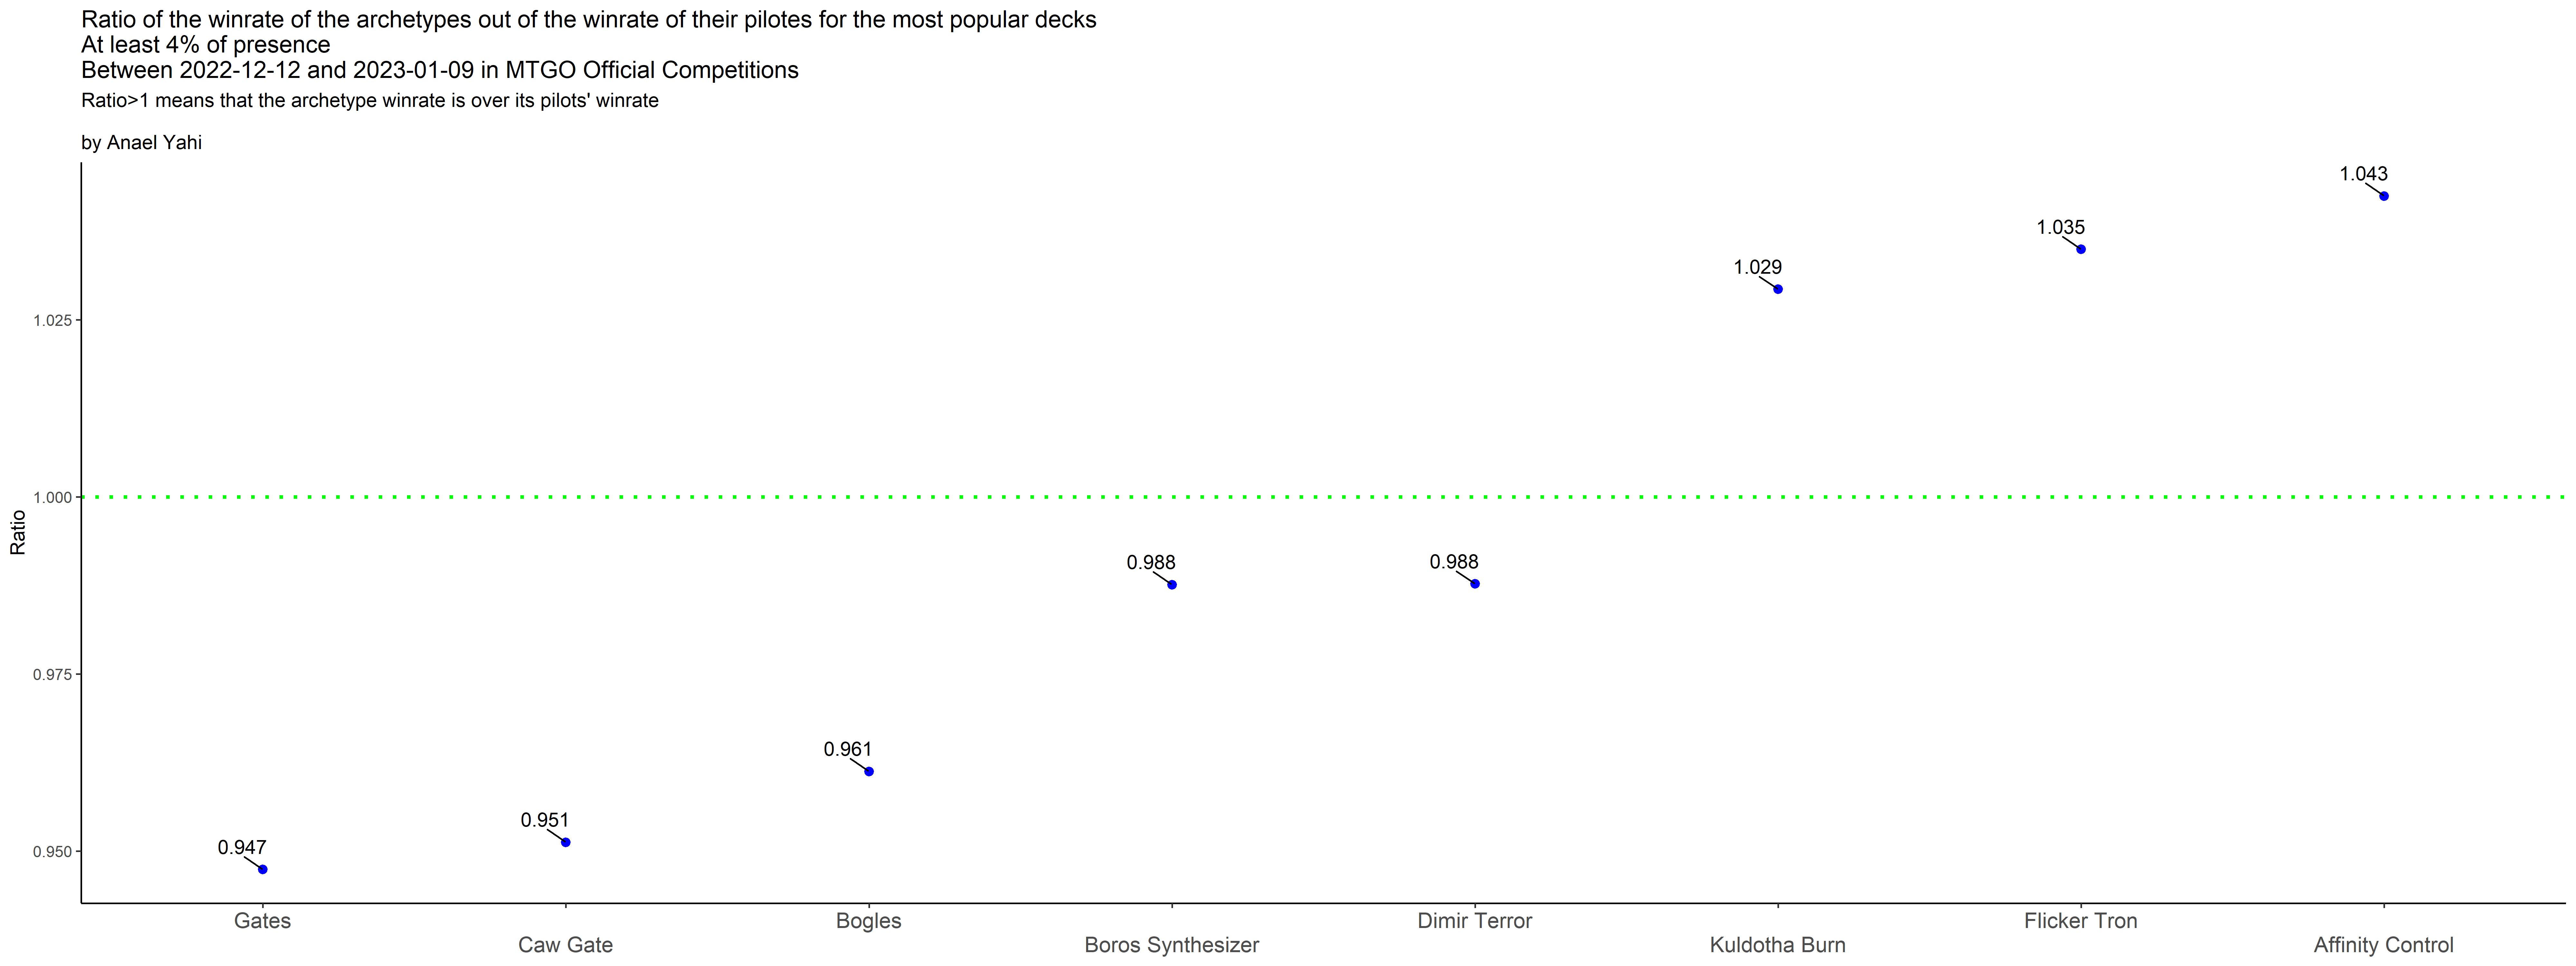 Ratio of the winrate of the archetypes out of the winrate of their pilotes for the most popular decks
At least 4% of presence
Between 2022-12-12 and 2023-01-09 in MTGO Official Competitions
Ratio>1 means that the archetype winrate is over its pilots' winrate
by Anael Yahi
1.043
1.035
1.029
1.025
1.000
Ratio
0.988
0.988
0.975
0.961
0.951
0.947
0.950
Gates
Caw Gate
Bogles
Boros Synthesizer
Dimir Terror
Kuldotha Burn
Flicker Tron
Affinity Control